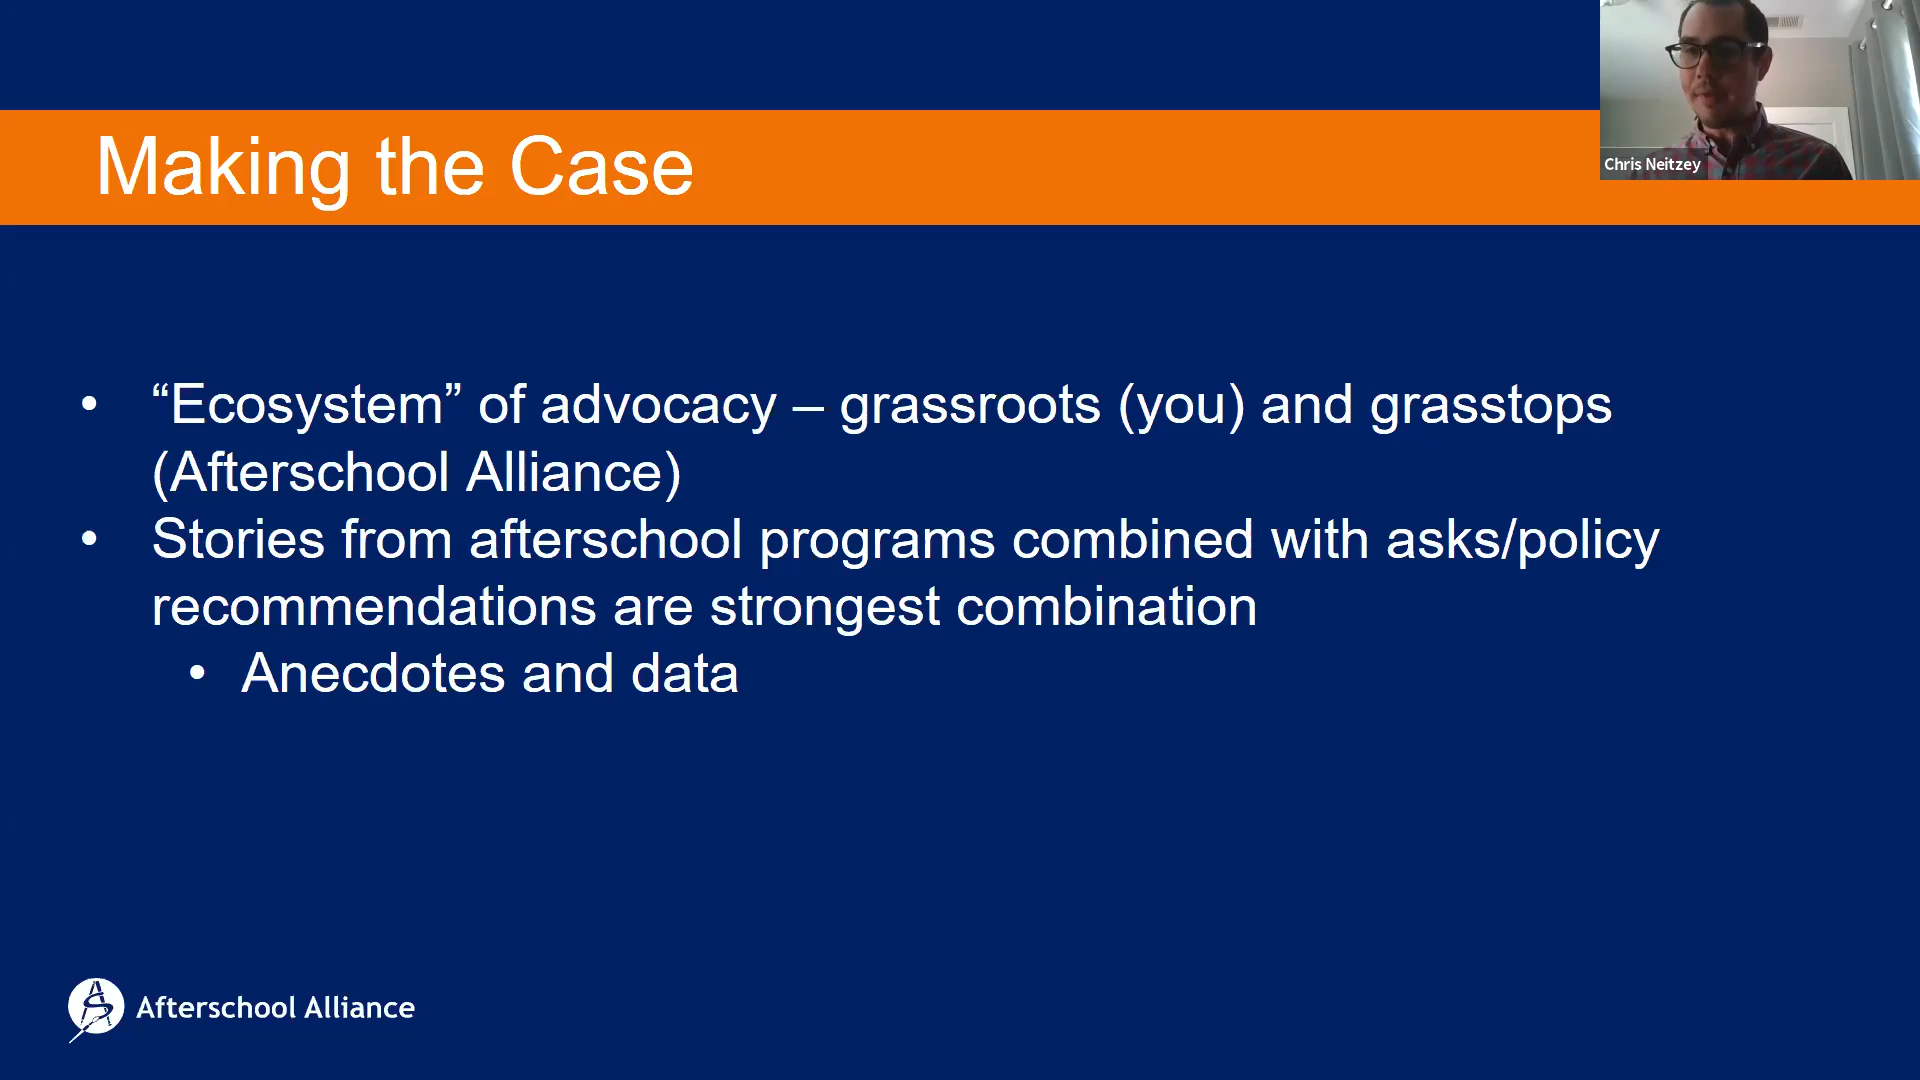 Making the Case
Chris Neitzey
• “Ecosystem” of advocacy – grassroots (you) and grasstops
(Afterschool Alliance)
• Stories from afterschool programs combined with asks/policy
recommendations are strongest combination
• Anecdotes and data
Afterschool Alliance